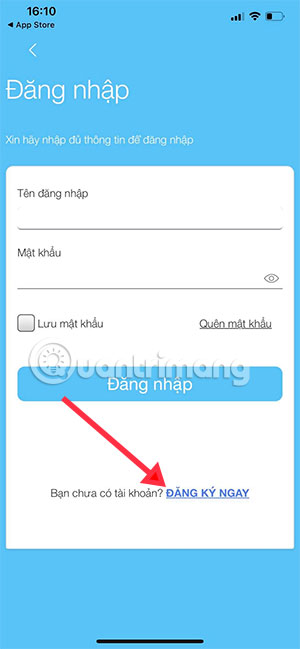 16:10
◀ App Store
Đăng nhập
Xin hãy nhập đủ thông tin để đăng nhập
Tên đăng nhập
Mật khẩu
Lưu mật khẩu
Quên mật khẩu
Quantrimang
Đăng nhập
Bạn chưa có tài khoản? ĐĂNG KÝ NGAY